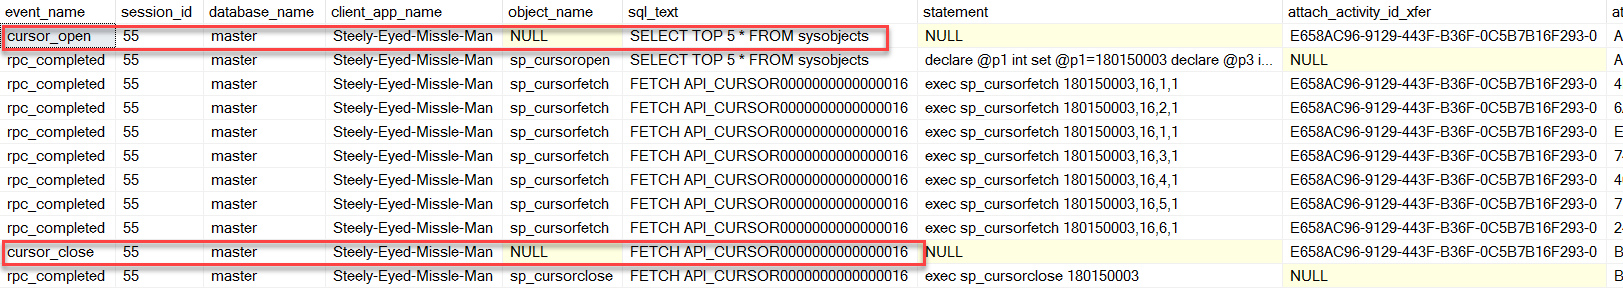 event_name session_id database_name client_app_name object_name sql_text statement attach_activity_id_xfer at
cursor_open 55 master Steely-Eyed-Missle-Man NULL SELECT TOP 5 * FROM sysobjects NULL E658AC96-9129-443F-B36F-0C5B7B16F293-0 A
rpc_completed 55 master Steely-Eyed-Missle-Man sp_cursoropen SELECT TOP 5 * FROM sysobjects declare @p1 int set @p1=180150003 declare @p3 i... NULL A
rpc_completed 55 master Steely-Eyed-Missle-Man sp_cursorfetch FETCH API_CURSOR0000000000000016 exec sp_cursorfetch 180150003,16,1,1 E658AC96-9129-443F-B36F-0C5B7B16F293-0 4
rpc_completed 55 master Steely-Eyed-Missle-Man sp_cursorfetch FETCH API_CURSOR0000000000000016 exec sp_cursorfetch 180150003,16,2,1 E658AC96-9129-443F-B36F-0C5B7B16F293-0 6
rpc_completed 55 master Steely-Eyed-Missle-Man sp_cursorfetch FETCH API_CURSOR0000000000000016 exec sp_cursorfetch 180150003,16,1,1 E658AC96-9129-443F-B36F-0C5B7B16F293-0 E
rpc_completed 55 master Steely-Eyed-Missle-Man sp_cursorfetch FETCH API_CURSOR0000000000000016 exec sp_cursorfetch 180150003,16,3,1 E658AC96-9129-443F-B36F-0C5B7B16F293-0 7
rpc_completed 55 master Steely-Eyed-Missle-Man sp_cursorfetch FETCH API_CURSOR0000000000000016 exec sp_cursorfetch 180150003,16,4,1 E658AC96-9129-443F-B36F-0C5B7B16F293-0 4
rpc_completed 55 master Steely-Eyed-Missle-Man sp_cursorfetch FETCH API_CURSOR0000000000000016 exec sp_cursorfetch 180150003,16,5,1 E658AC96-9129-443F-B36F-0C5B7B16F293-0 7
rpc_completed 55 master Steely-Eyed-Missle-Man sp_cursorfetch FETCH API_CURSOR0000000000000016 exec sp_cursorfetch 180150003,16,6,1 E658AC96-9129-443F-B36F-0C5B7B16F293-0 2
cursor_close 55 master Steely-Eyed-Missle-Man NULL FETCH API_CURSOR0000000000000016 NULL E658AC96-9129-443F-B36F-0C5B7B16F293-0 B
rpc_completed 55 master Steely-Eyed-Missle-Man sp_cursorclose FETCH API_CURSOR0000000000000016 exec sp_cursorclose 180150003 NULL B